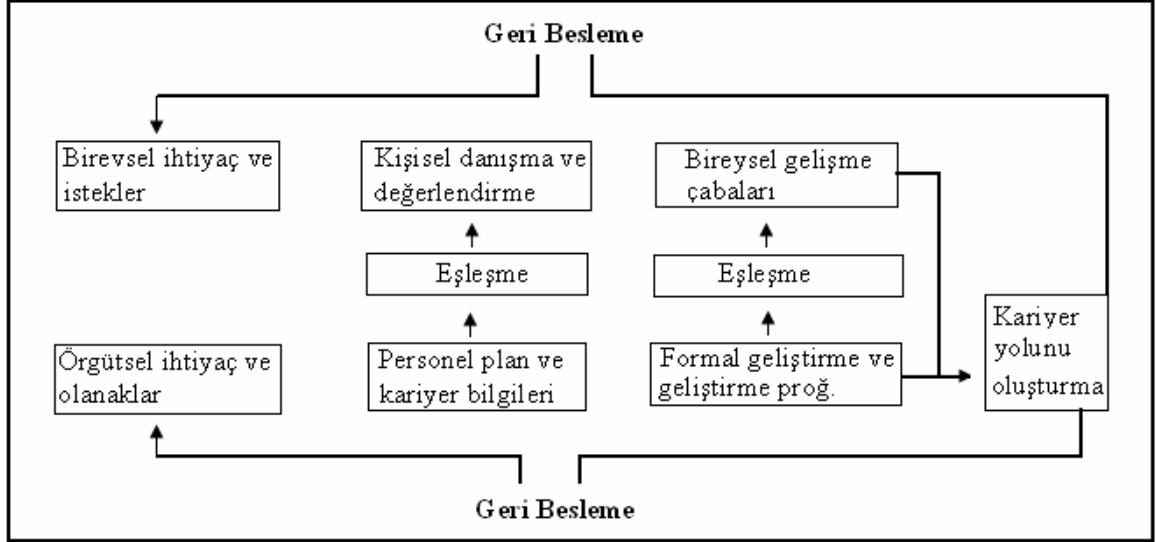 Geri Besleme
Birevsel ihtiyaç ve
istekler
Kişisel danışma ve
değerlendirme
Bireysel gelişme
çabaları
Eşleşme
Eşleşme
Örgütsel ihtiyaç ve
olanaklar
Personel plan ve
kariyer bilgileri
Formal geliştirme ve
geliştirme proğ.
Kariyer
yolunu
oluşturma
Geri Besleme